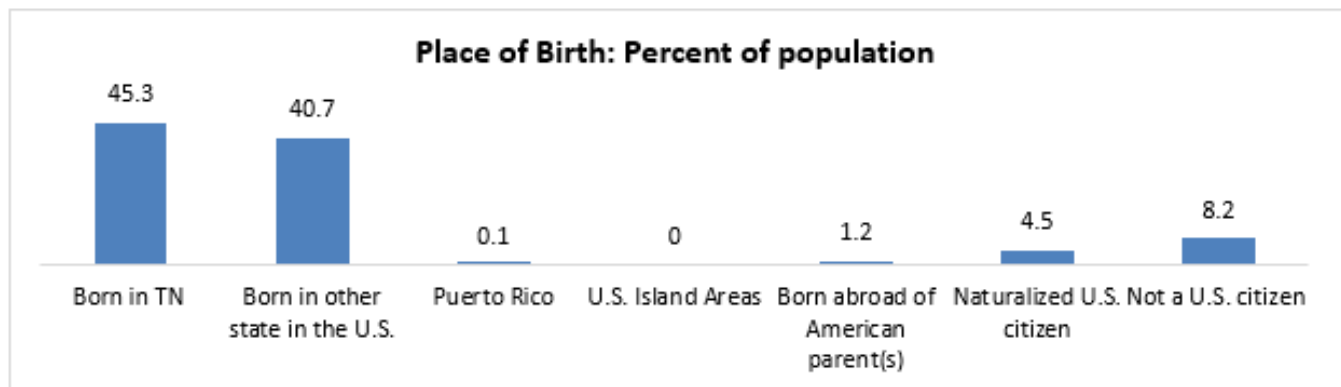 Place of Birth: Percent of population
45.3
40.7
0.1
0
1.2
4.5
8.2
Born in TN
Born in other
state in the U.S.
Puerto Rico
U.S. Island Areas
Born abroad of
American
parent(s)
Naturalized U.S.
citizen
Not a U.S. citizen